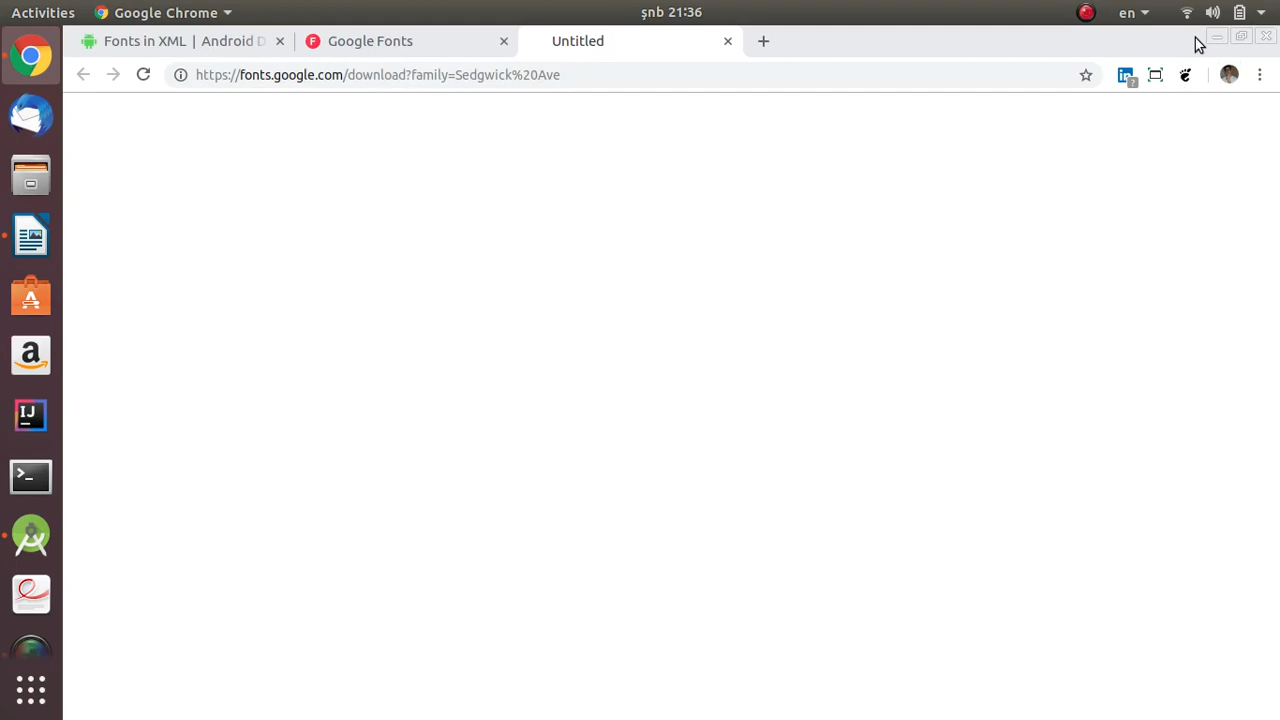 Activities Google Chrome şnb 21:36 en
Fonts in XML | Android D Google Fonts Untitled
https://fonts.google.com/download?family=Sedgwick%20Ave
in ?
a
IJ